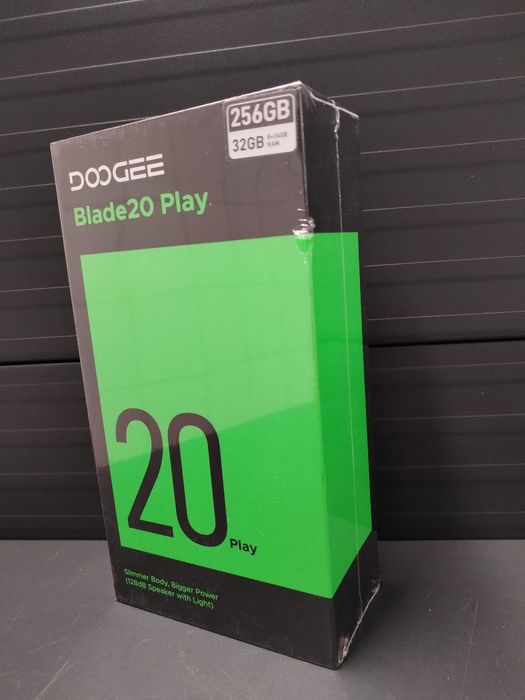 256GB
32GB 8+24GB
RAM
DOOGEE
Blade20 Play
20
Play
Slimmer Body, Bigger Power
(128dB Speaker with Light)